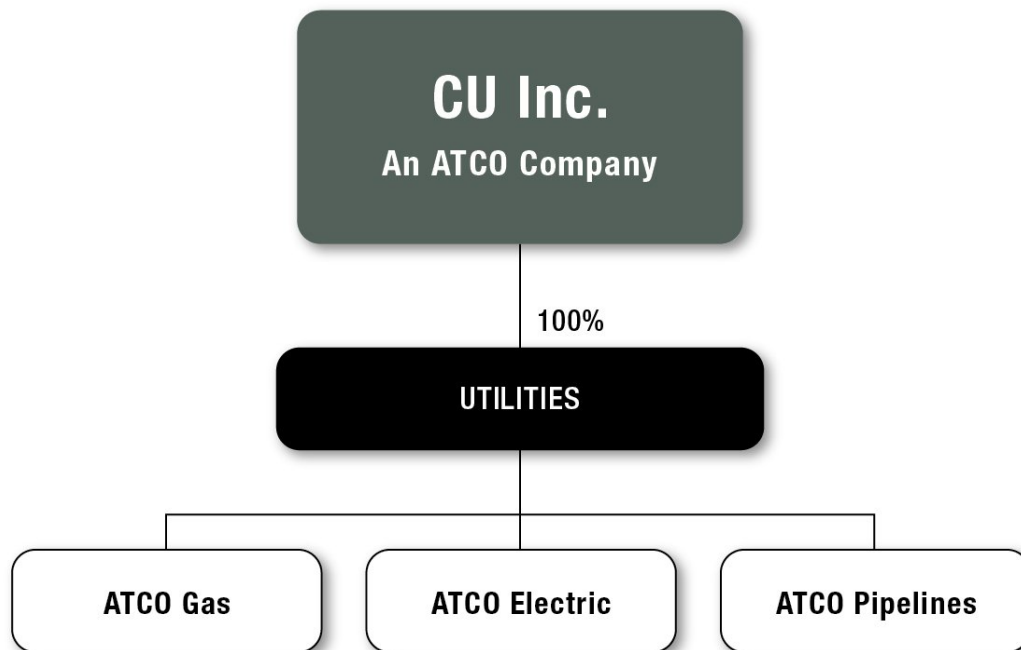 CU Inc.
An ATCO Company
100%
UTILITIES
ATCO Gas
ATCO Electric
ATCO Pipelines